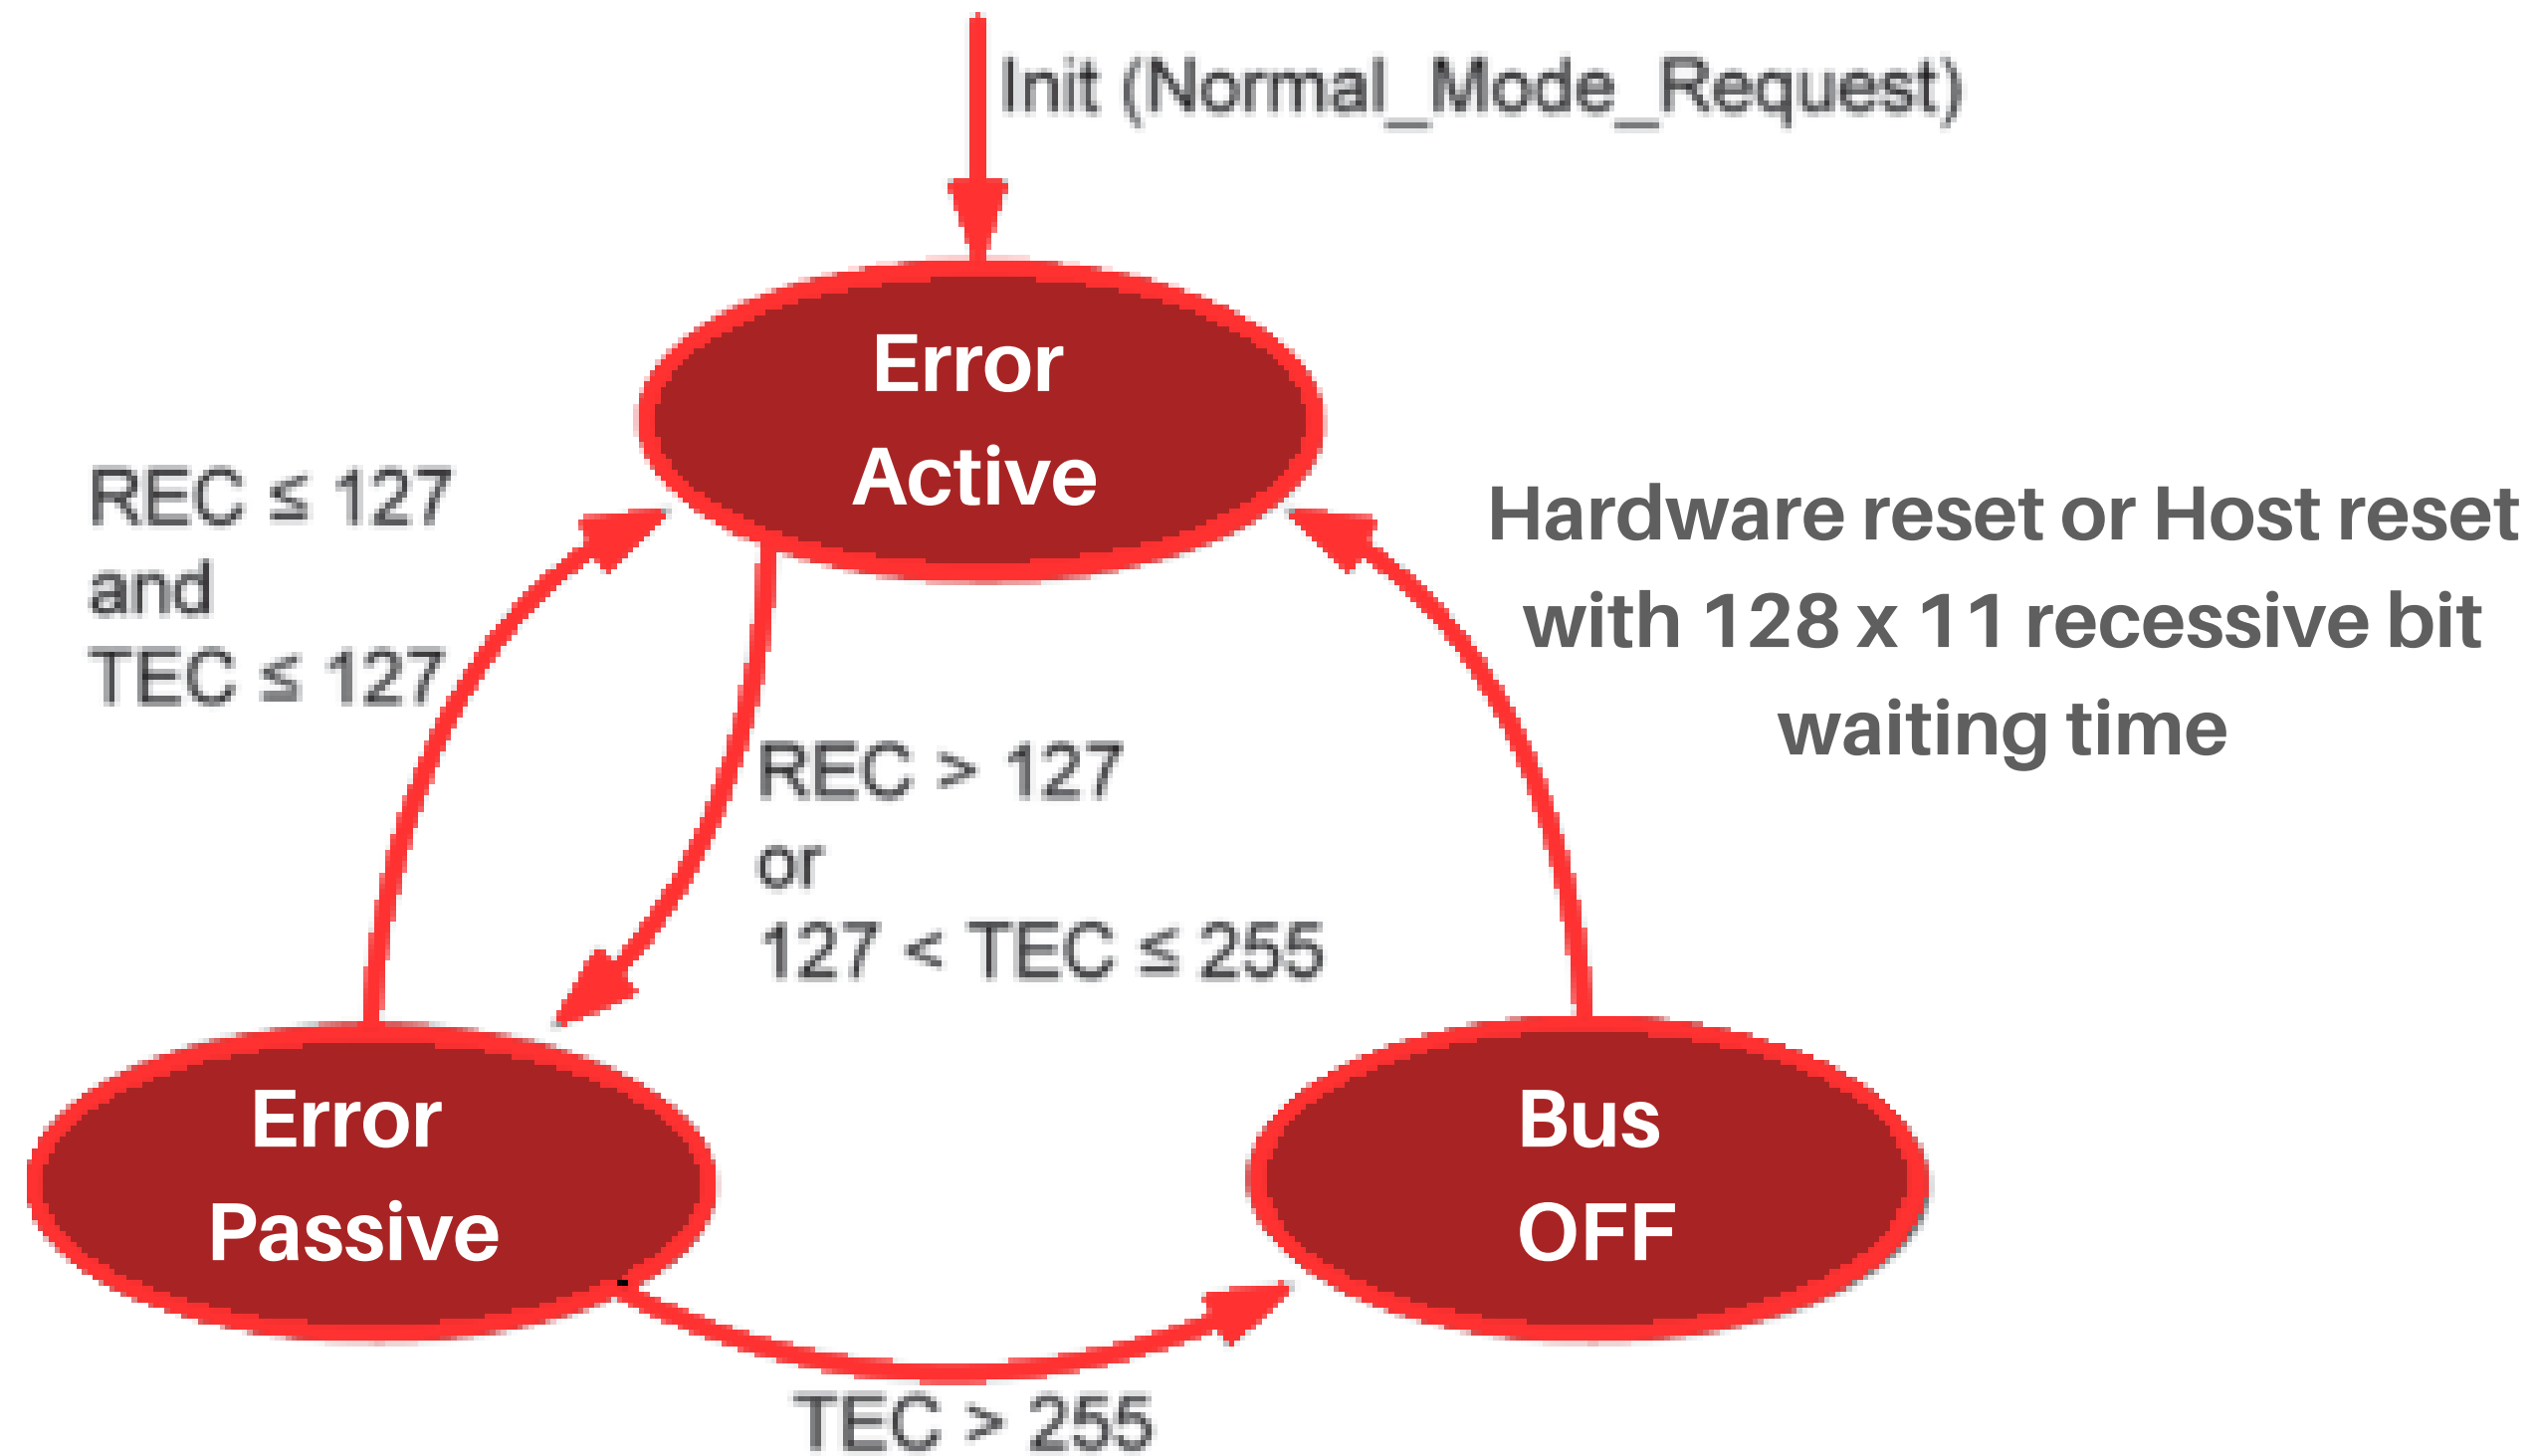 Init (Normal_Mode_Request)
Error
Active
REC ≤ 127
and
TEC ≤ 127
Hardware reset or Host reset
with 128 x 11 recessive bit
waiting time
REC > 127
or
127 < TEC ≤ 255
Error
Passive
Bus
OFF
TEC > 255